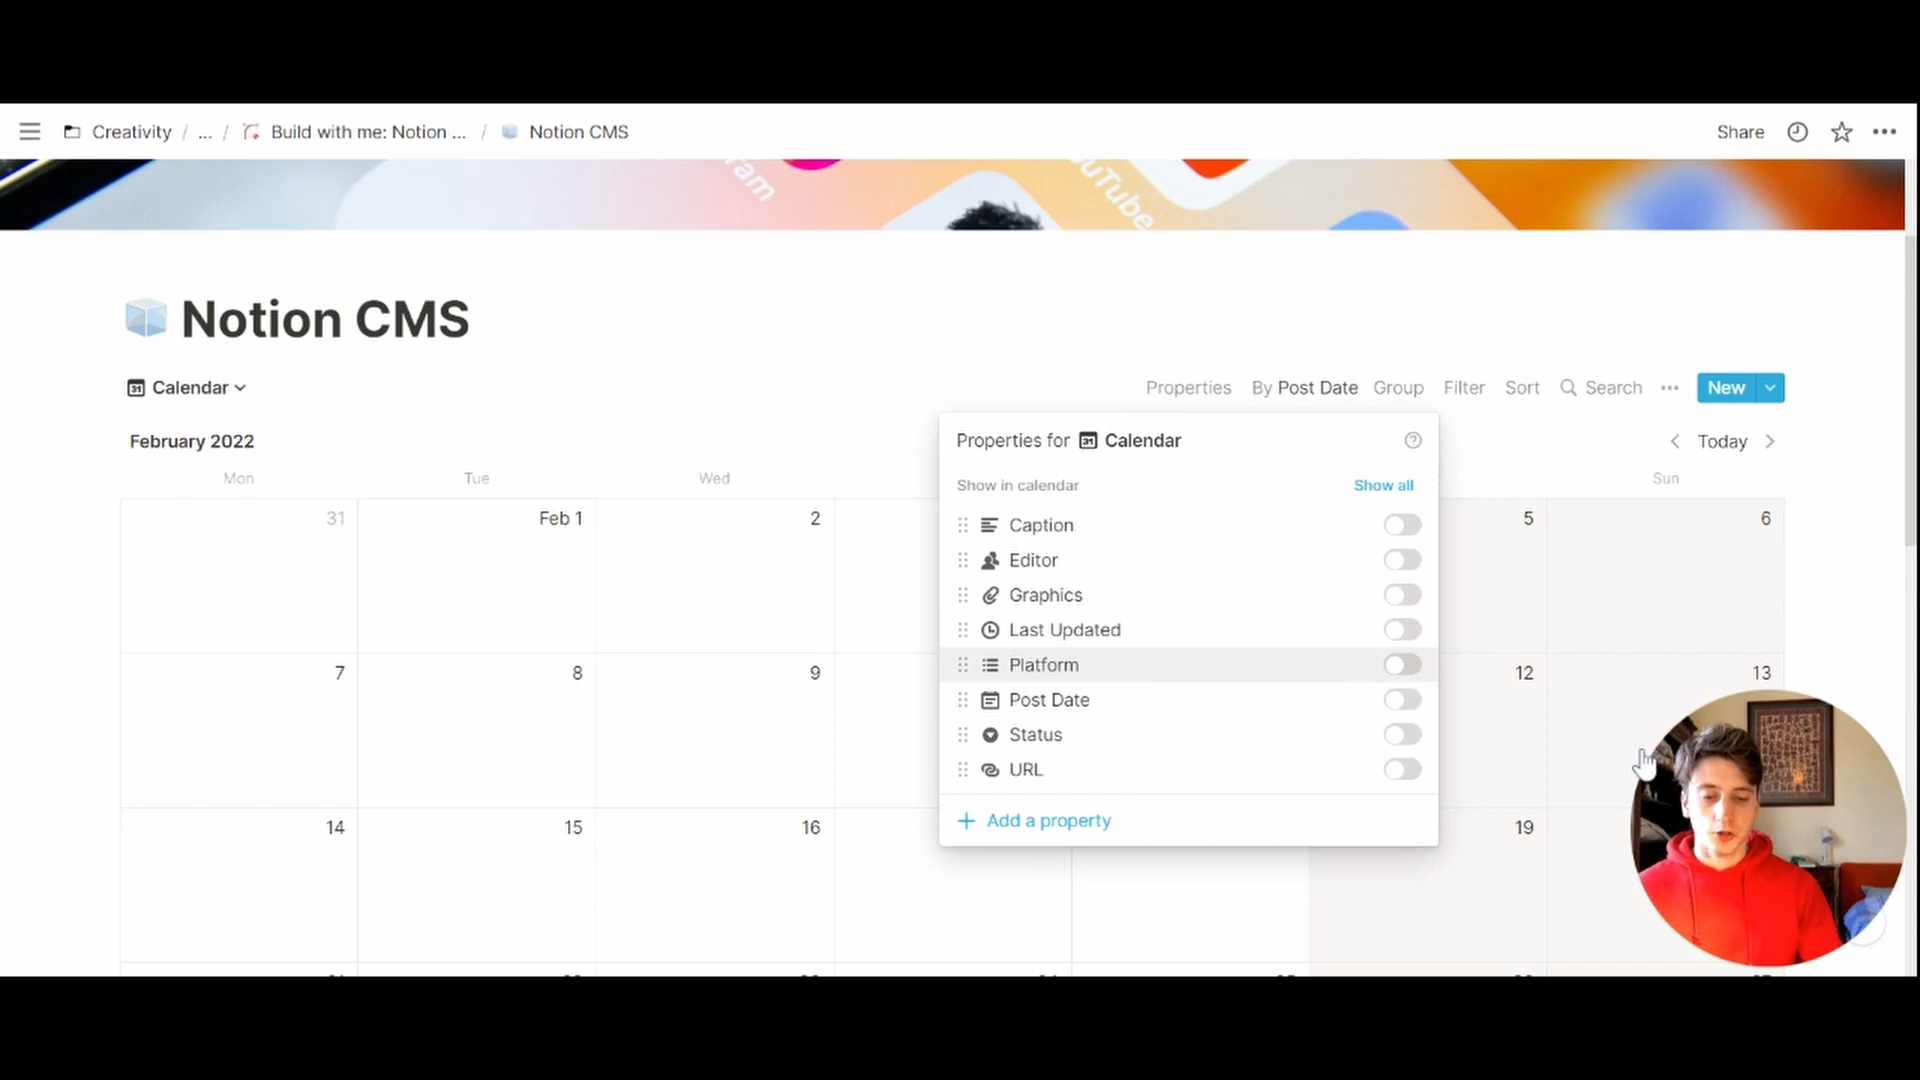 Creativity / ... / Build with me: Notion ... / Notion CMS
Share
ram
uTube
Notion CMS
Calendar
Properties By Post Date Group Filter Sort Search New
Properties for Calendar
February 2022
Today
Mon Tue Wed Sun
Show in calendar Show all
31 Feb 1 2 5 6
Caption
Editor
Graphics
Last Updated
Platform
7 8 9 12 13
Post Date
Status
URL
Add a property
14 15 16 19